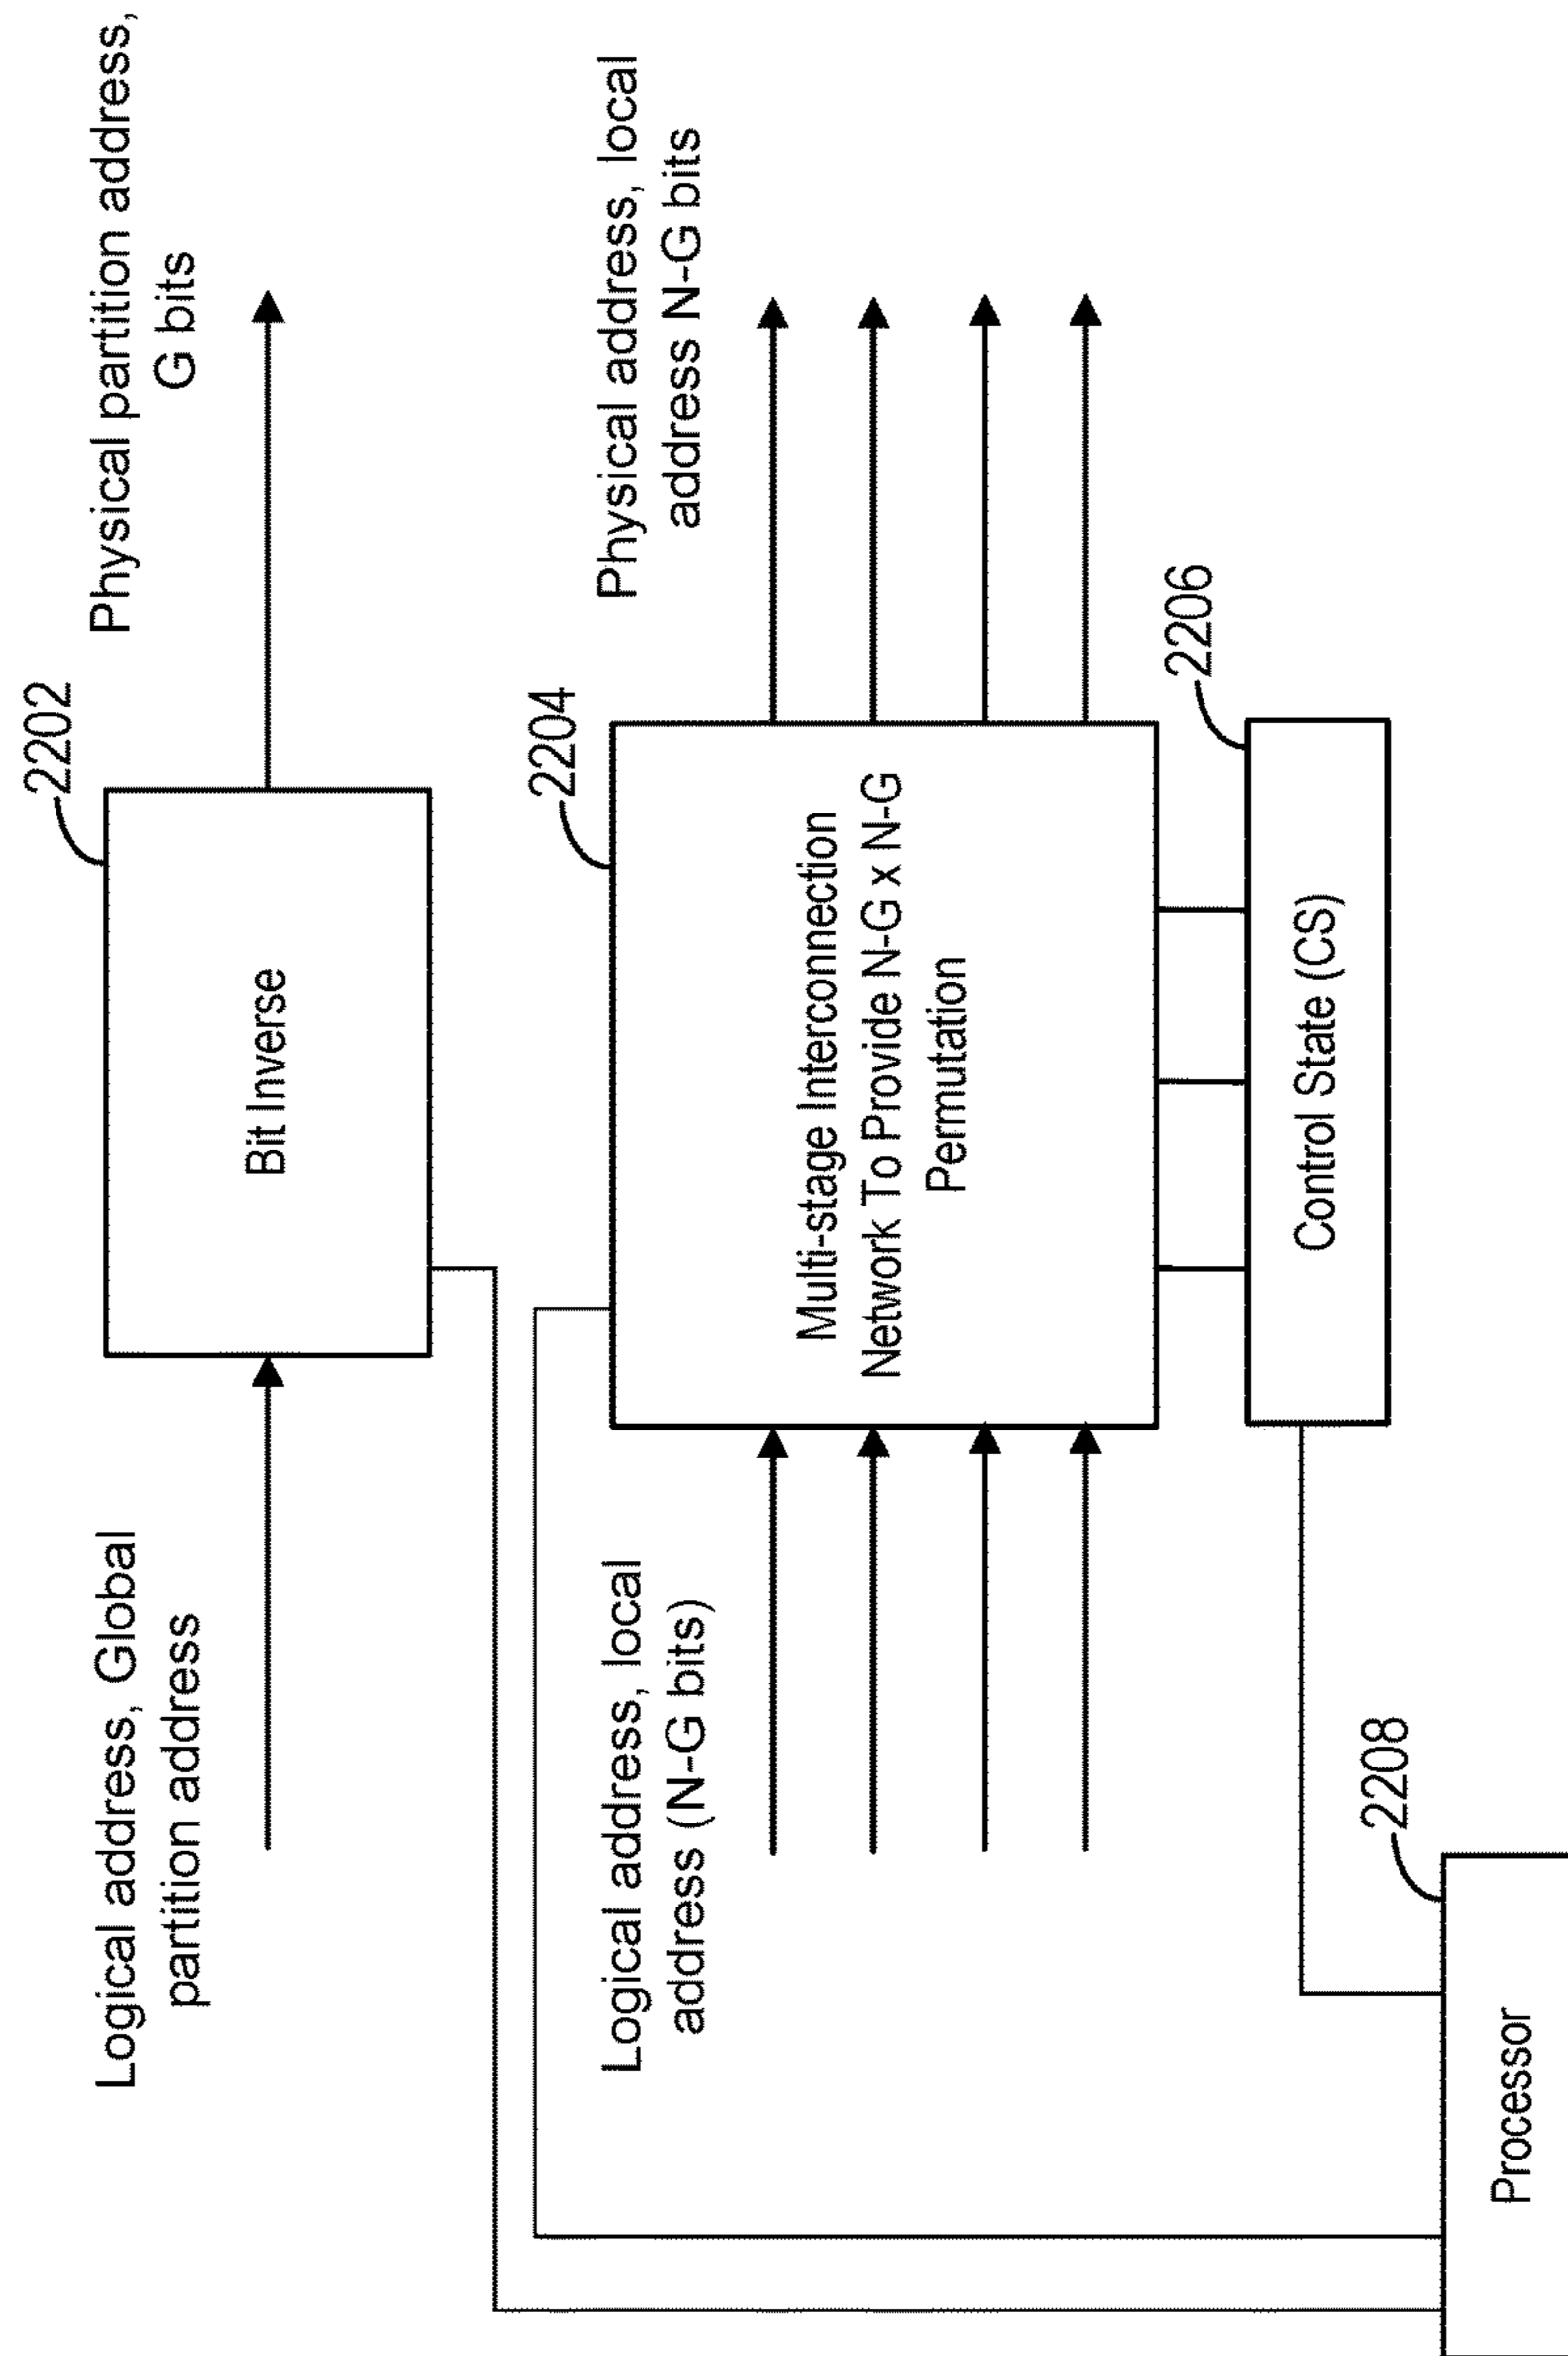 Logical address, Global
partition address
2202
Bit Inverse
Physical partition address,
G bits
Logical address, local
address (N-G bits)
2204
Multi-stage Interconnection
Network To Provide N-G x N-G
Permutation
Physical address, local
address N-G bits
2206
Control State (CS)
2208
Processor